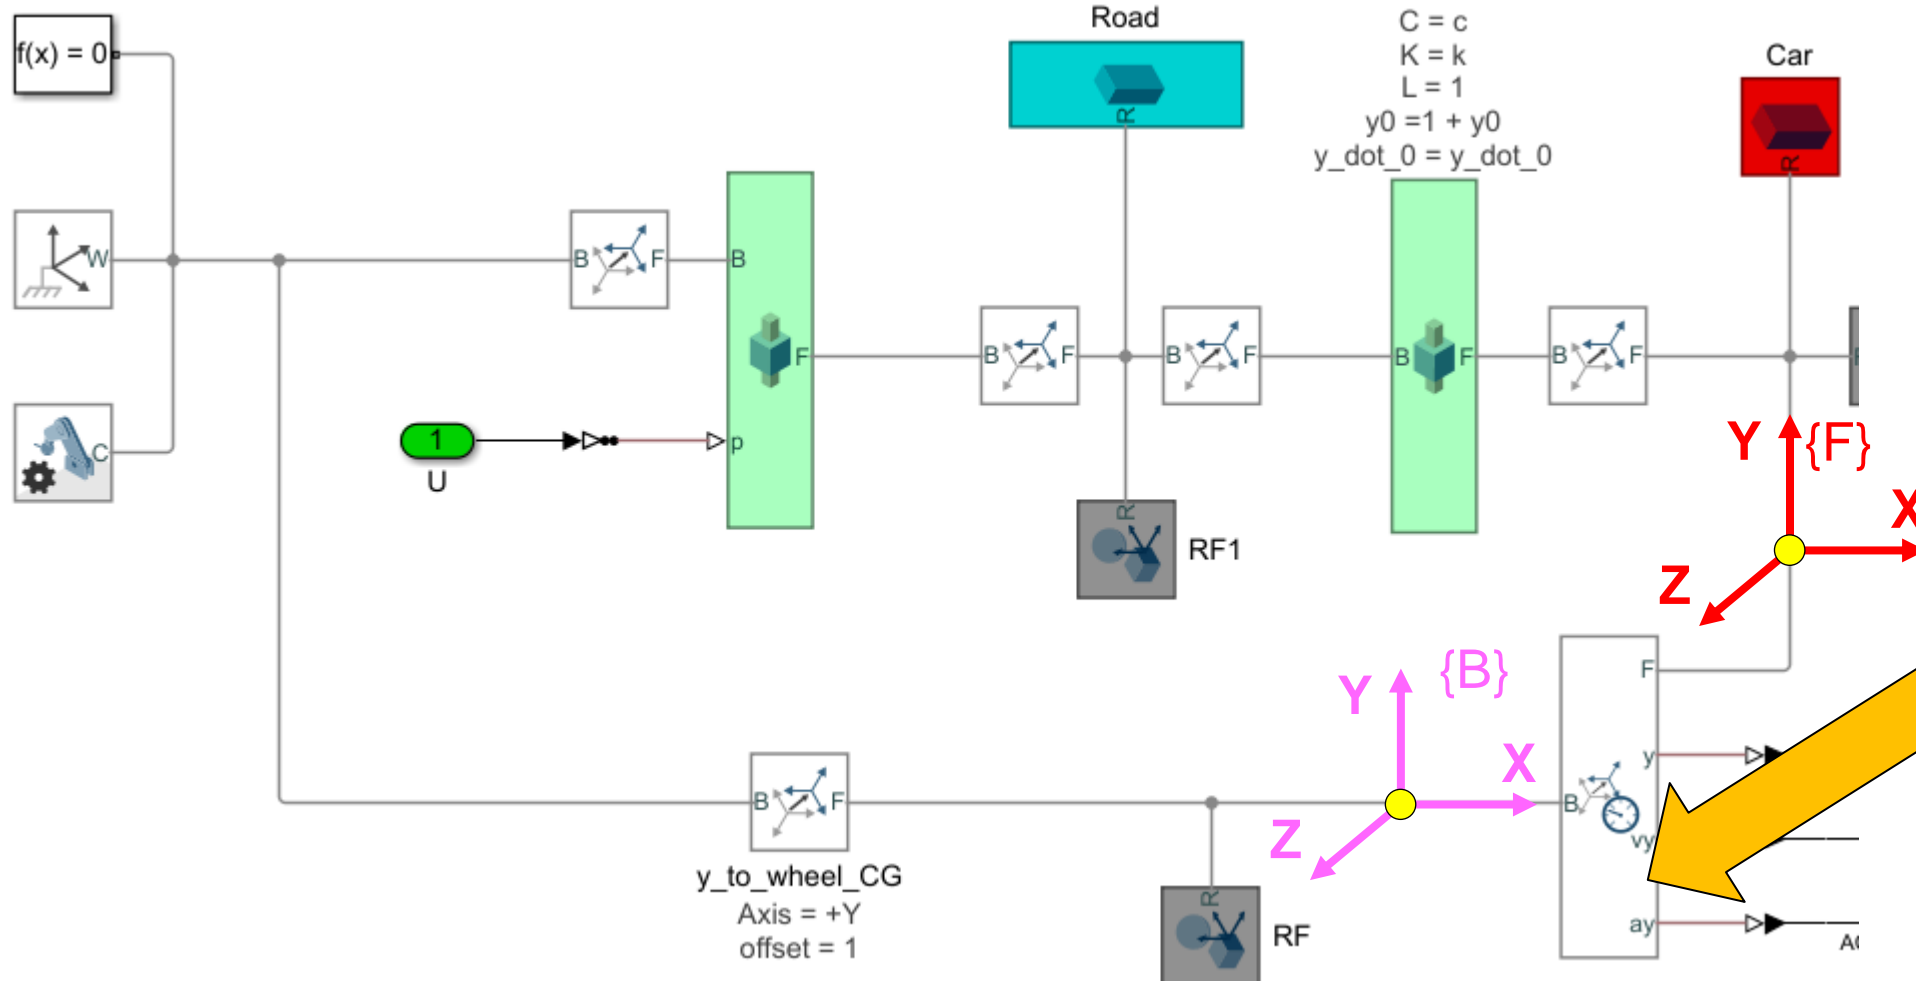 f(x) = 0
W
C
B
F
B
F
p
1
U
Road
R
B
F
B
F
R
RF1
C = c
K = k
L = 1
y0 =1 + y0
y_dot_0 = y_dot_0
B
F
B
F
Car
R
Y
{F}
X
Z
B
F
y_to_wheel_CG
Axis = +Y
offset = 1
R
RF
Y
{B}
X
Z
F
y
B
vy
ay